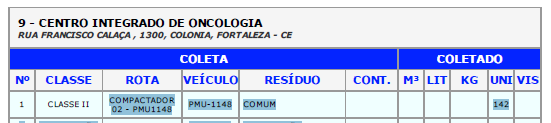 9 - CENTRO INTEGRADO DE ONCOLOGIA
RUA FRANCISCO CALAÇA , 1300, COLONIA, FORTALEZA - CE
COLETA COLETADO
Nº CLASSE ROTA VEÍCULO RESÍDUO CONT. M³ LIT KG UNI VIS
1 CLASSE II COMPACTADOR 02 - PMU1148 PMU-1148 COMUM 142